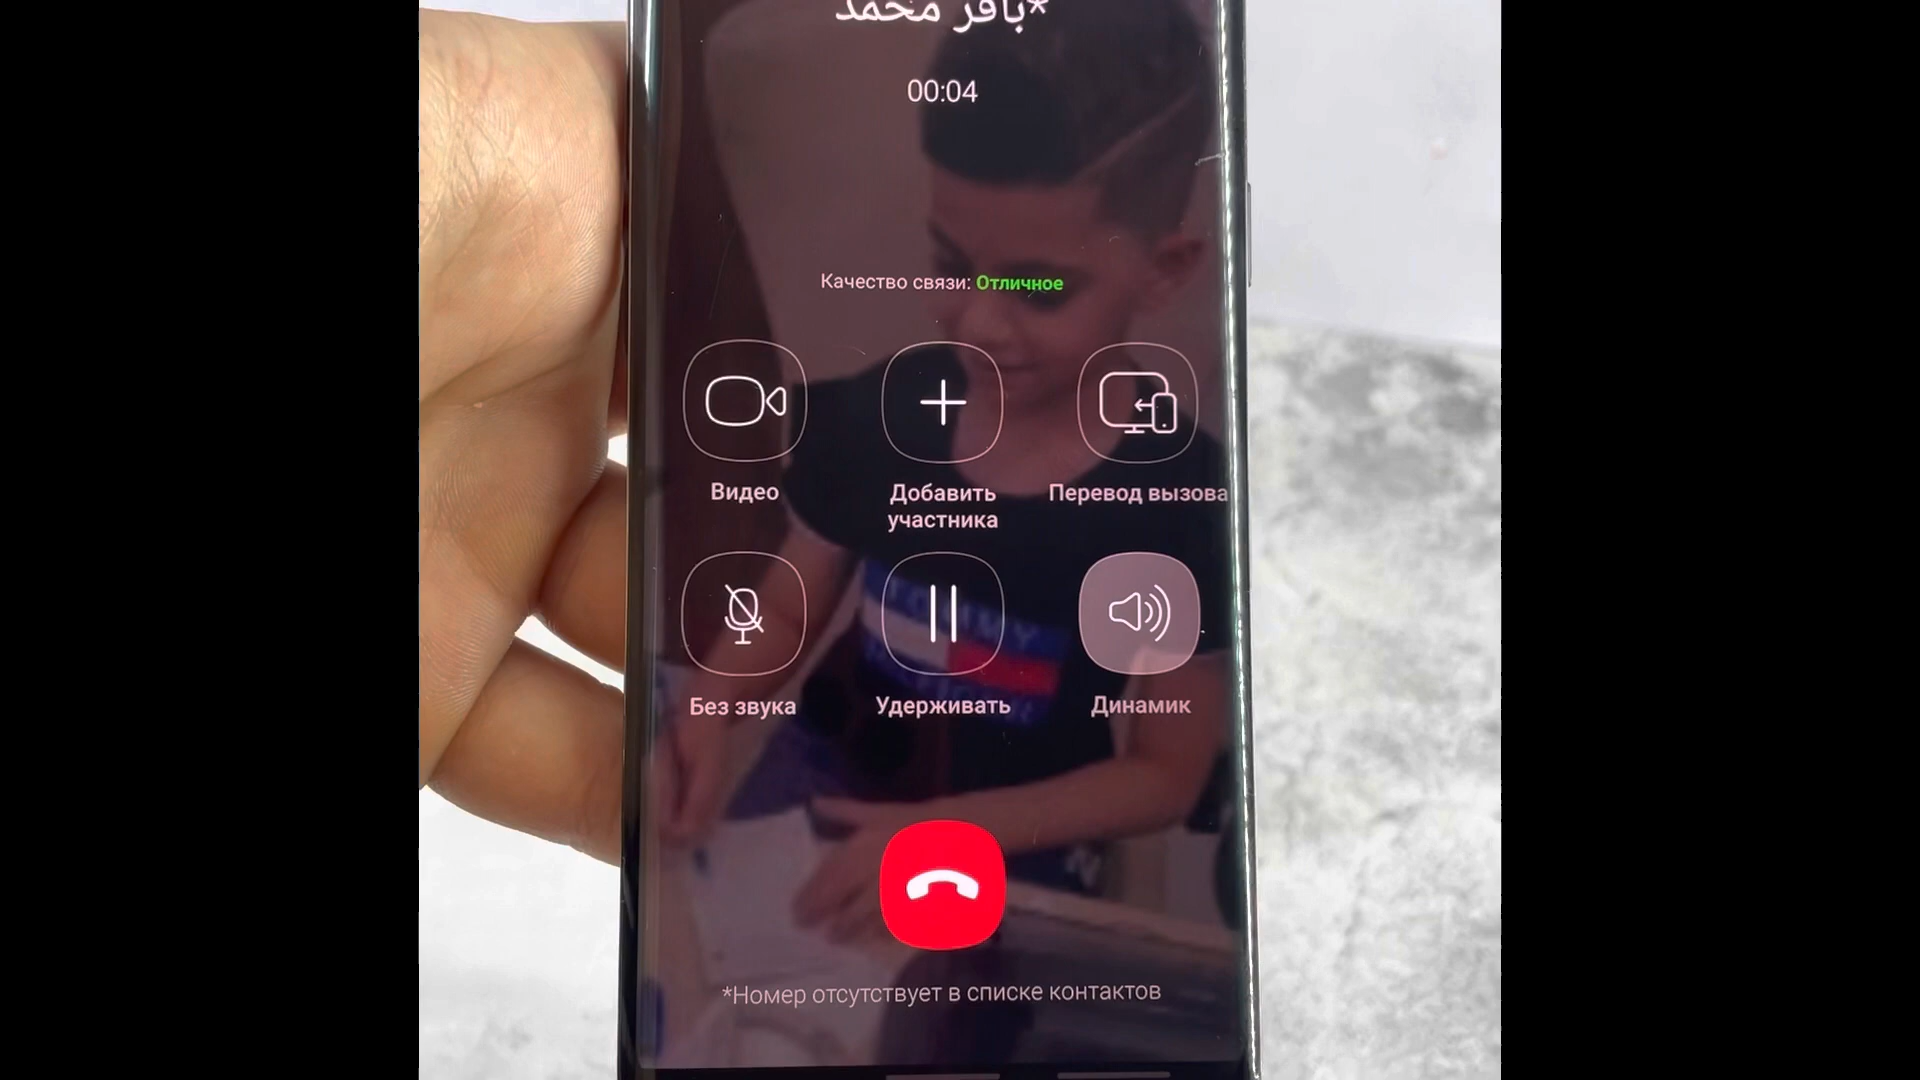 *باقر محمد
00:04
Качество связи: Отличное
Видео
Добавить
участника
Перевод вызова
Без звука
Удерживать
Динамик
TOMMY
*Номер отсутствует в списке контактов